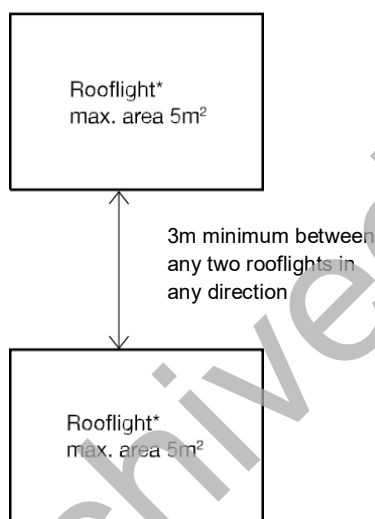 Rooflight*
max. area 5m²
3m minimum between
any two rooflights in
any direction
Rooflight*
max. area 5m²